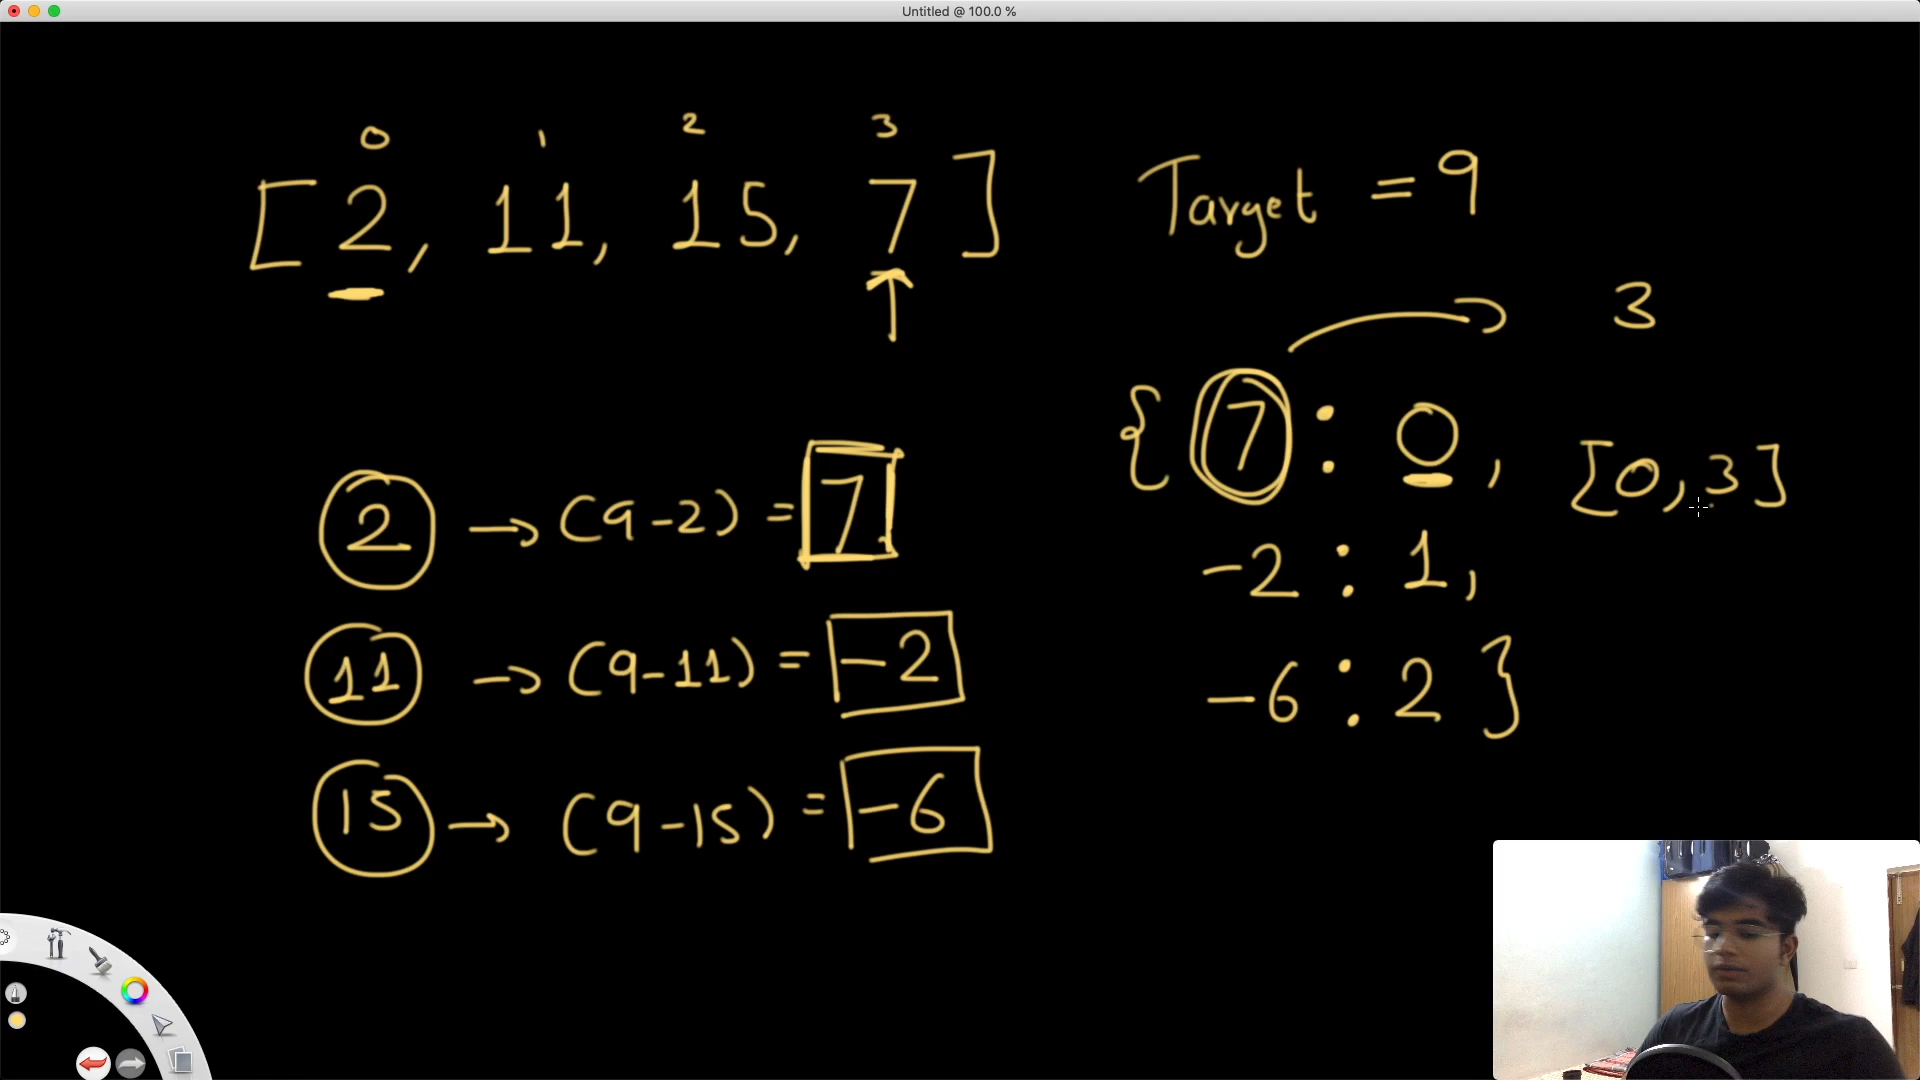 Untitled @ 100.0 %
0 1 2 3
[2, 11, 15, 7]
Target = 9
3
{ 7 : 0,
[0,3]
-2 : 1,
-6 : 2 }
2 → (9-2) = 7
11 → (9-11) = -2
15 → (9-15) = -6